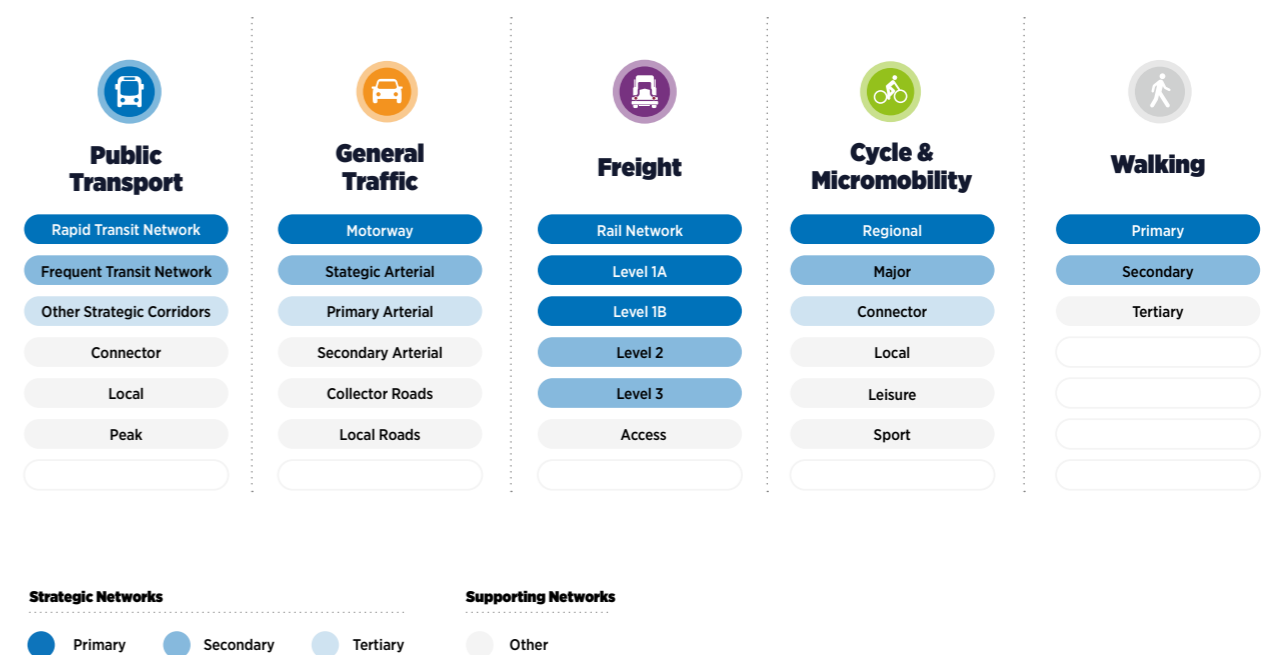 Public
Transport
Rapid Transit Network
Frequent Transit Network
Other Strategic Corridors
Connector
Local
Peak
General
Traffic
Motorway
Stategic Arterial
Primary Arterial
Secondary Arterial
Collector Roads
Local Roads
Freight
Rail Network
Level 1A
Level 1B
Level 2
Level 3
Access
Cycle &
Micromobility
Regional
Major
Connector
Local
Leisure
Sport
Walking
Primary
Secondary
Tertiary
Strategic Networks
Primary
Secondary
Tertiary
Supporting Networks
Other